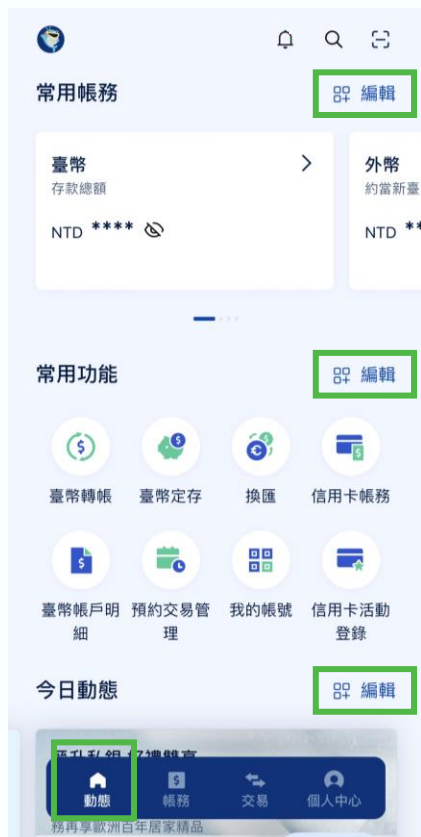 常用帳務
編輯
臺幣
存款總額
NTD ****
外幣
約當新臺
NTD **
常用功能
編輯
臺幣轉帳
臺幣定存
換匯
信用卡帳務
臺幣帳戶明
細
預約交易管
理
我的帳號
信用卡活動
登錄
今日動態
編輯
動態
帳務
交易
個人中心
務再享歐洲百年居家精品